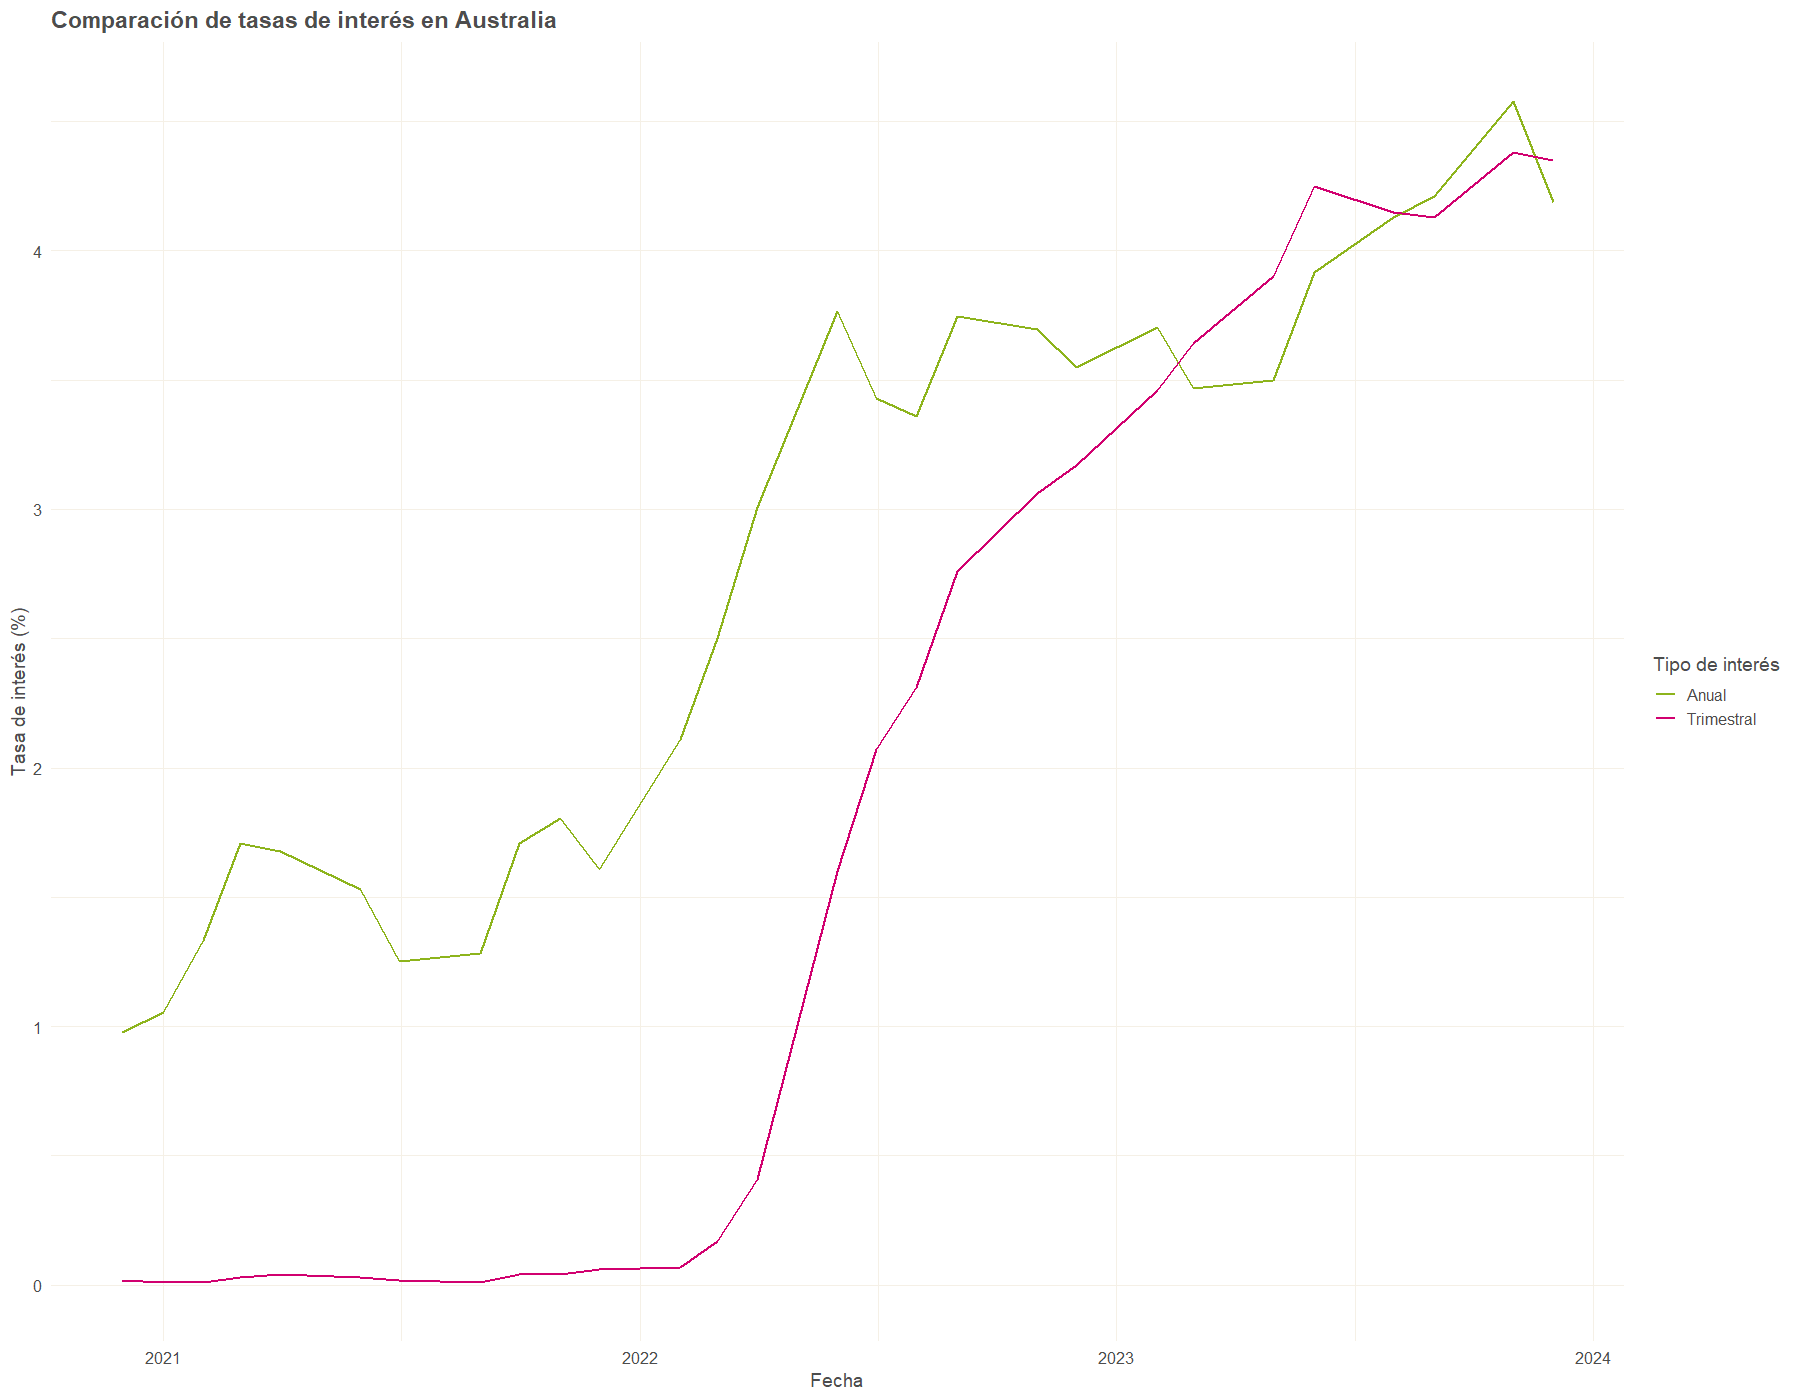 Comparación de tasas de interés en Australia
Tasa de interés (%)
4
3
2
1
0
2021
2022
2023
2024
Fecha
Tipo de interés
Anual
Trimestral